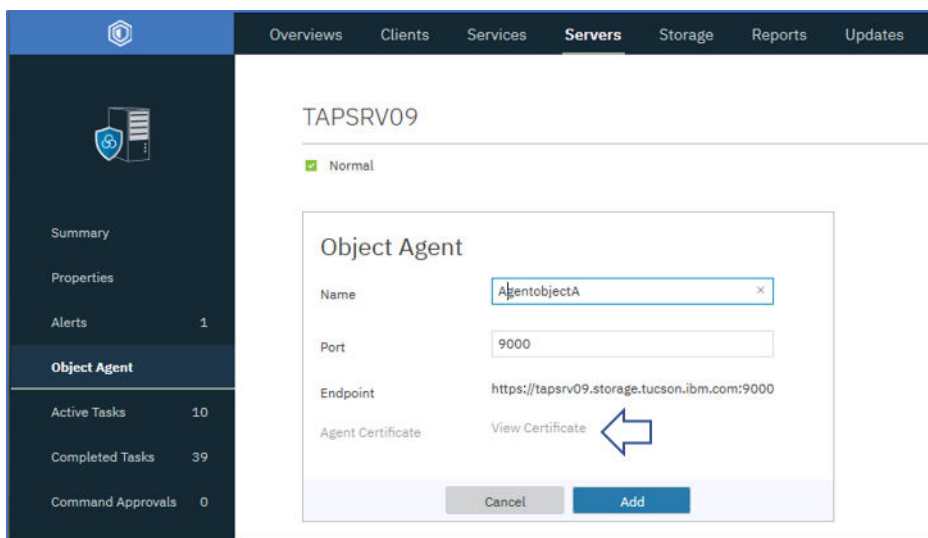 Overviews Clients Services Servers Storage Reports Updates
TAPSRV09
Normal
Summary
Properties
Alerts 1
Object Agent
Active Tasks 10
Completed Tasks 39
Command Approvals 0
Object Agent
Name AgentobjectA ×
Port 9000
Endpoint https://tapsrv09.storage.tucson.ibm.com:9000
Agent Certificate View Certificate
Cancel Add